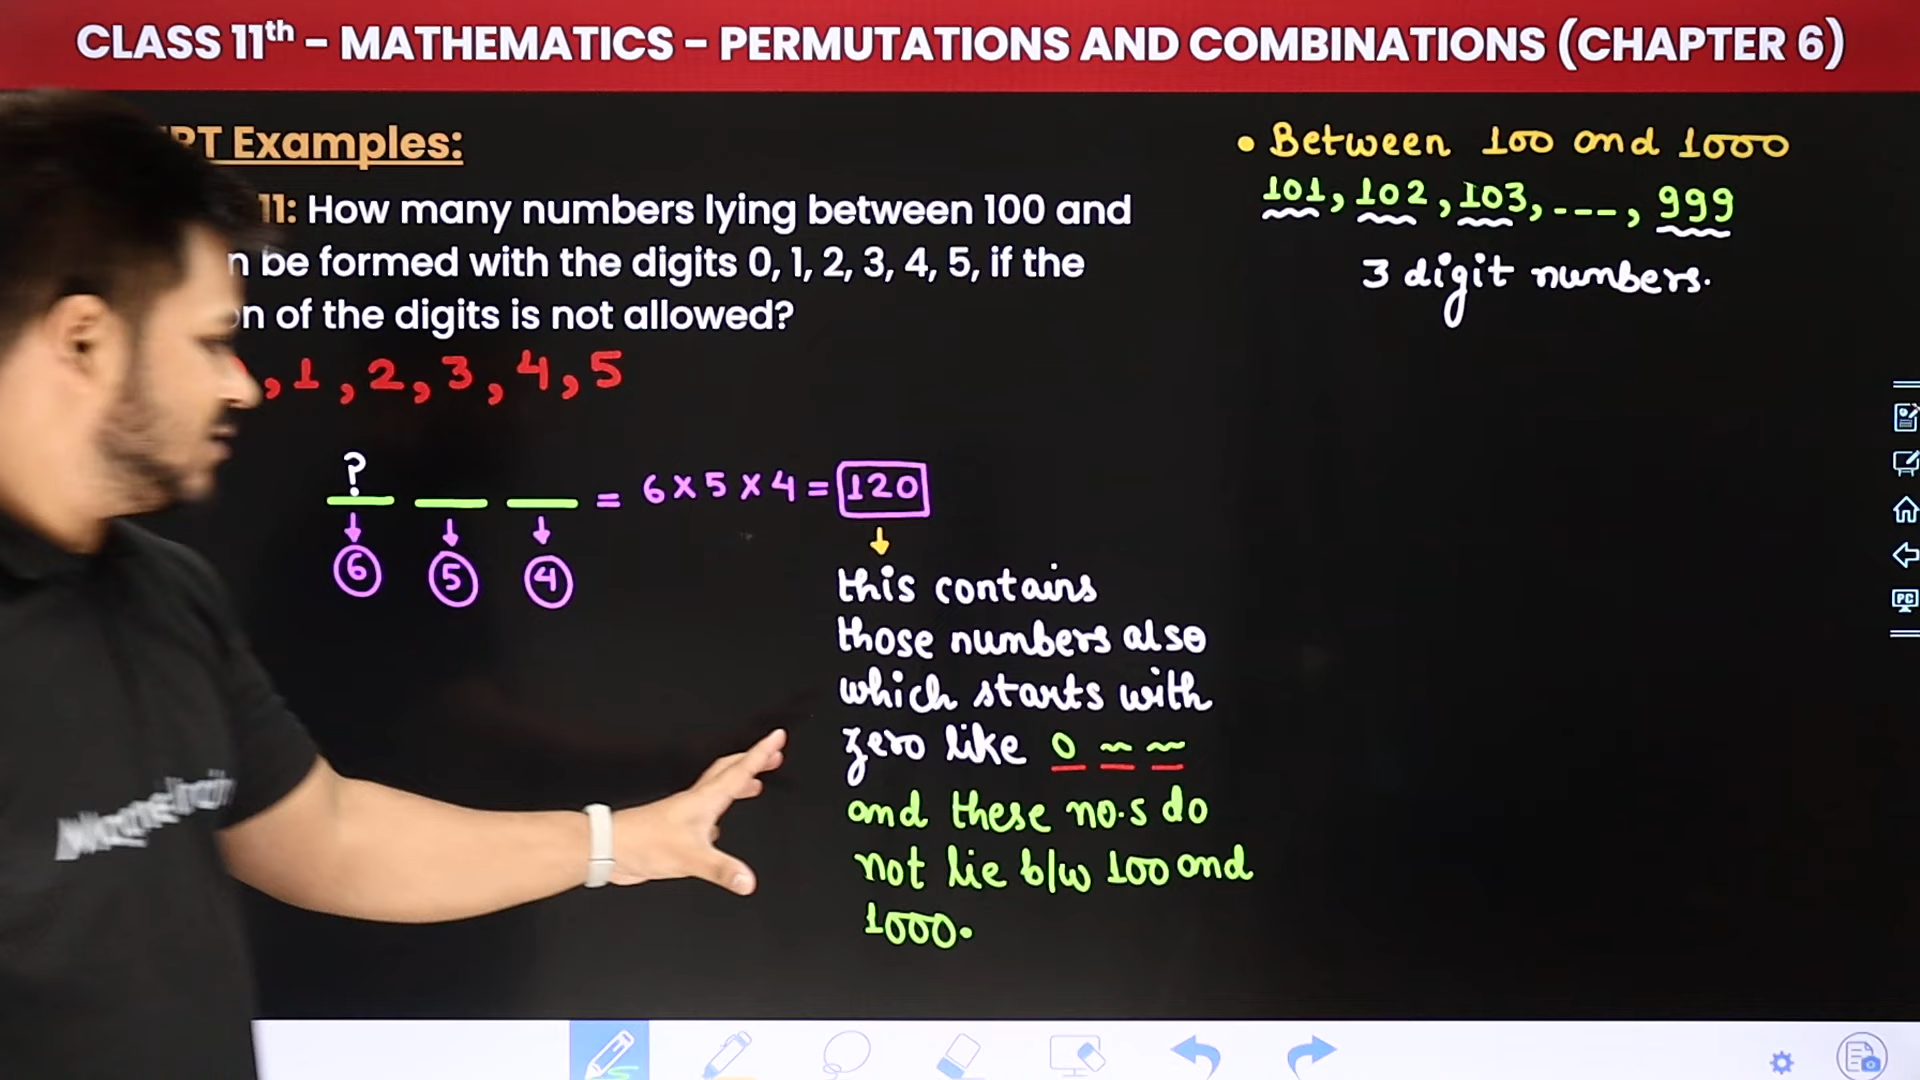 CLASS 11th - MATHEMATICS - PERMUTATIONS AND COMBINATIONS (CHAPTER 6)
Examples:
11: How many numbers lying between 100 and
be formed with the digits 0, 1, 2, 3, 4, 5, if the
of the digits is not allowed?
, 1, 2, 3, 4, 5
?
= 6 x 5 x 4 = 120
6 5 4
this contains
those numbers also
which starts with
zero like 0
and these no.s do
not lie b/w 100 and
1000.
• Between 100 and 1000
101, 102, 103, ---, 999
3 digit numbers.
PC